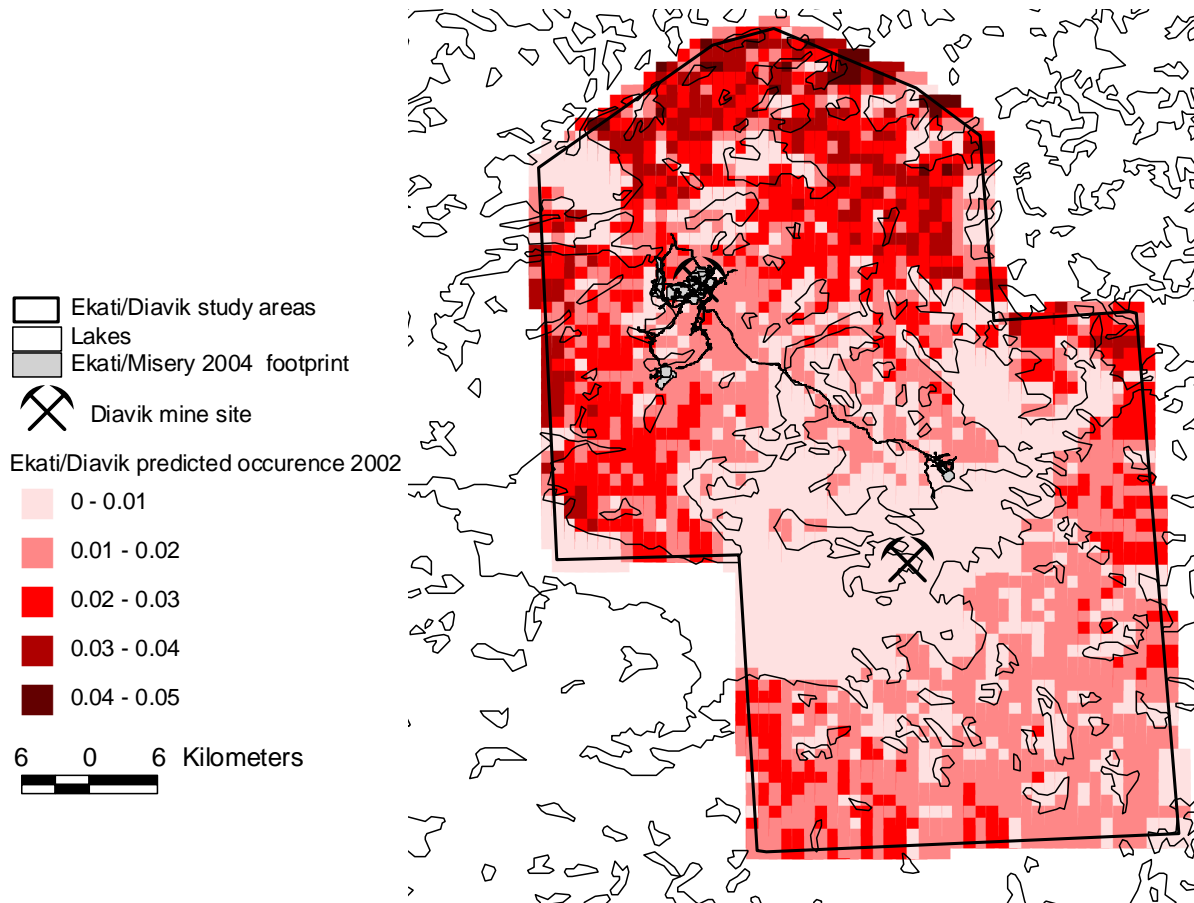 Ekati/Diavik study areas
Lakes
Ekati/Misery 2004 footprint
Diavik mine site
Ekati/Diavik predicted occurence 2002
0 - 0.01
0.01 - 0.02
0.02 - 0.03
0.03 - 0.04
0.04 - 0.05
6 0 6 Kilometers